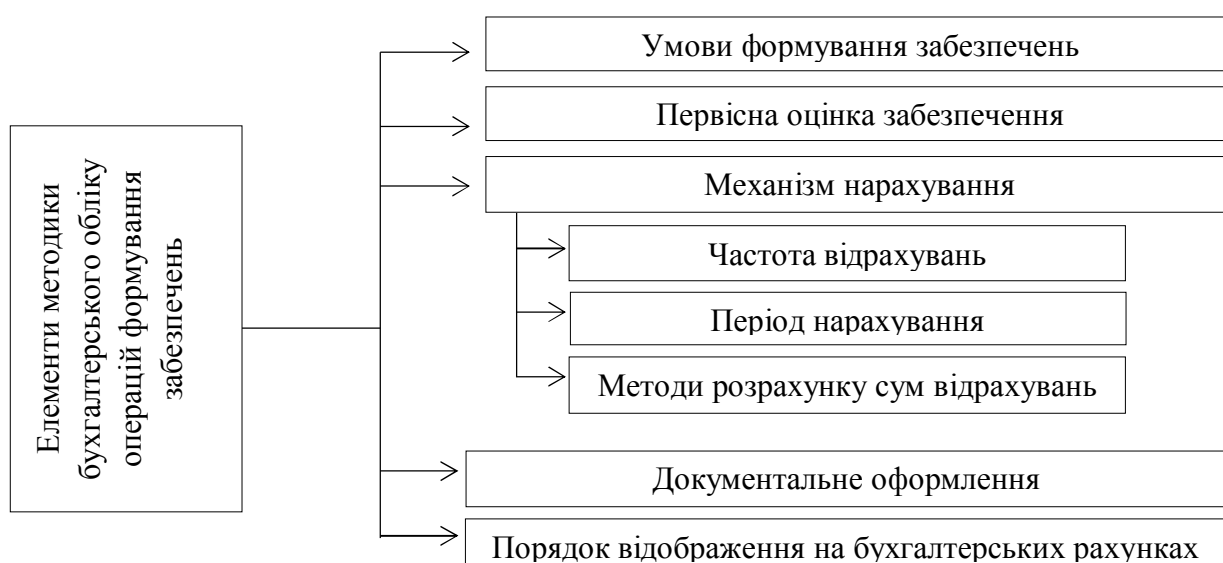 Елементи методики
бухгалтерського обліку
операцій формування
забезпечень
Умови формування забезпечень
Первісна оцінка забезпечення
Механізм нарахування
Частота відрахувань
Період нарахування
Методи розрахунку сум відрахувань
Документальне оформлення
Порядок відображення на бухгалтерських рахунках